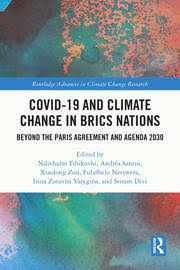 Routledge Advances in Climate Change Research
COVID-19 AND CLIMATE
CHANGE IN BRICS NATIONS
BEYOND THE PARIS AGREEMENT AND AGENDA 2030
Edited by
Ndivhuho Tshikovhi, Andréa Santos,
Xiaolong Zou, Fulufhelo Netswera,
Irina Zotovna Yarygina, and Sriram Divi
R